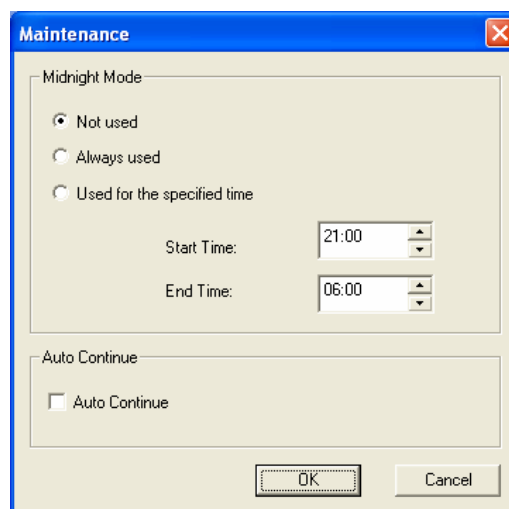 Maintenance
Midnight Mode
Not used
Always used
Used for the specified time
Start Time: 21:00
End Time: 06:00
Auto Continue
Auto Continue
OK Cancel